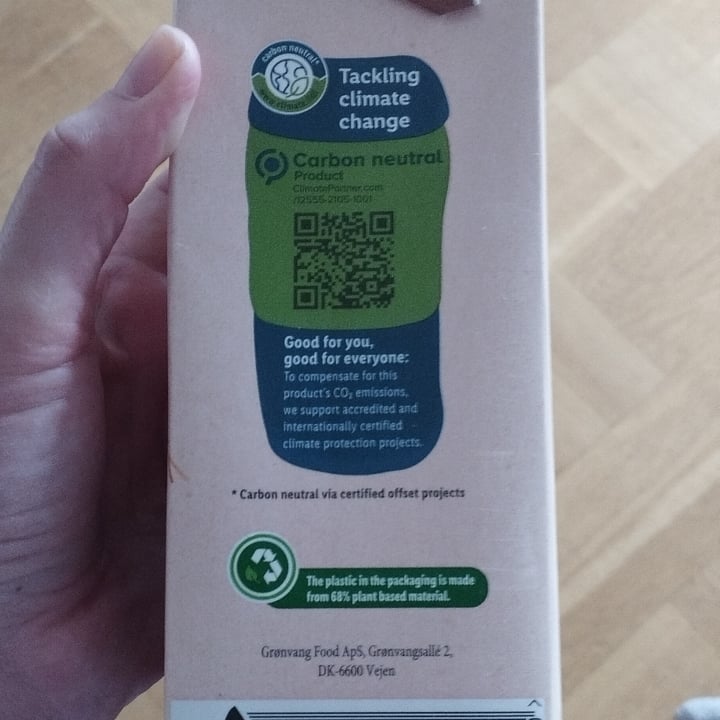 carbon neutral*
Tackling
climate
change
Carbon neutral
Product
ClimatePartner.com
/12555-2105-1001
Good for you,
good for everyone:
To compensate for this
product's CO₂ emissions,
we support accredited and
internationally certified
climate protection projects.
* Carbon neutral via certified offset projects
The plastic in the packaging is made
from 68% plant based material.
Grønvang Food ApS, Grønvangsallé 2,
DK-6600 Vejen